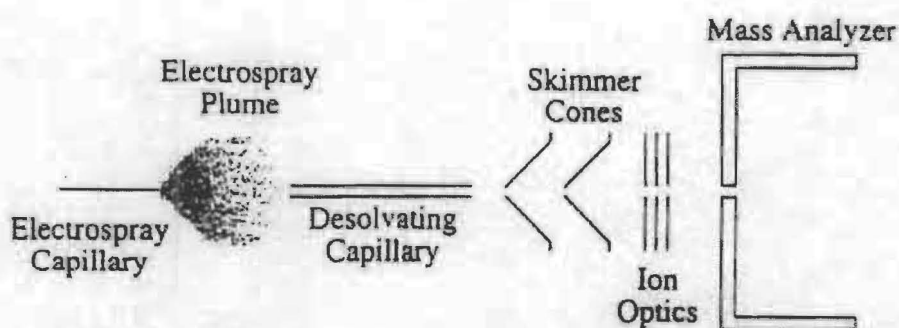 Mass Analyzer
Electrospray
Plume
Skimmer
Cones
Electrospray
Capillary
Desolvating
Capillary
Ion
Optics